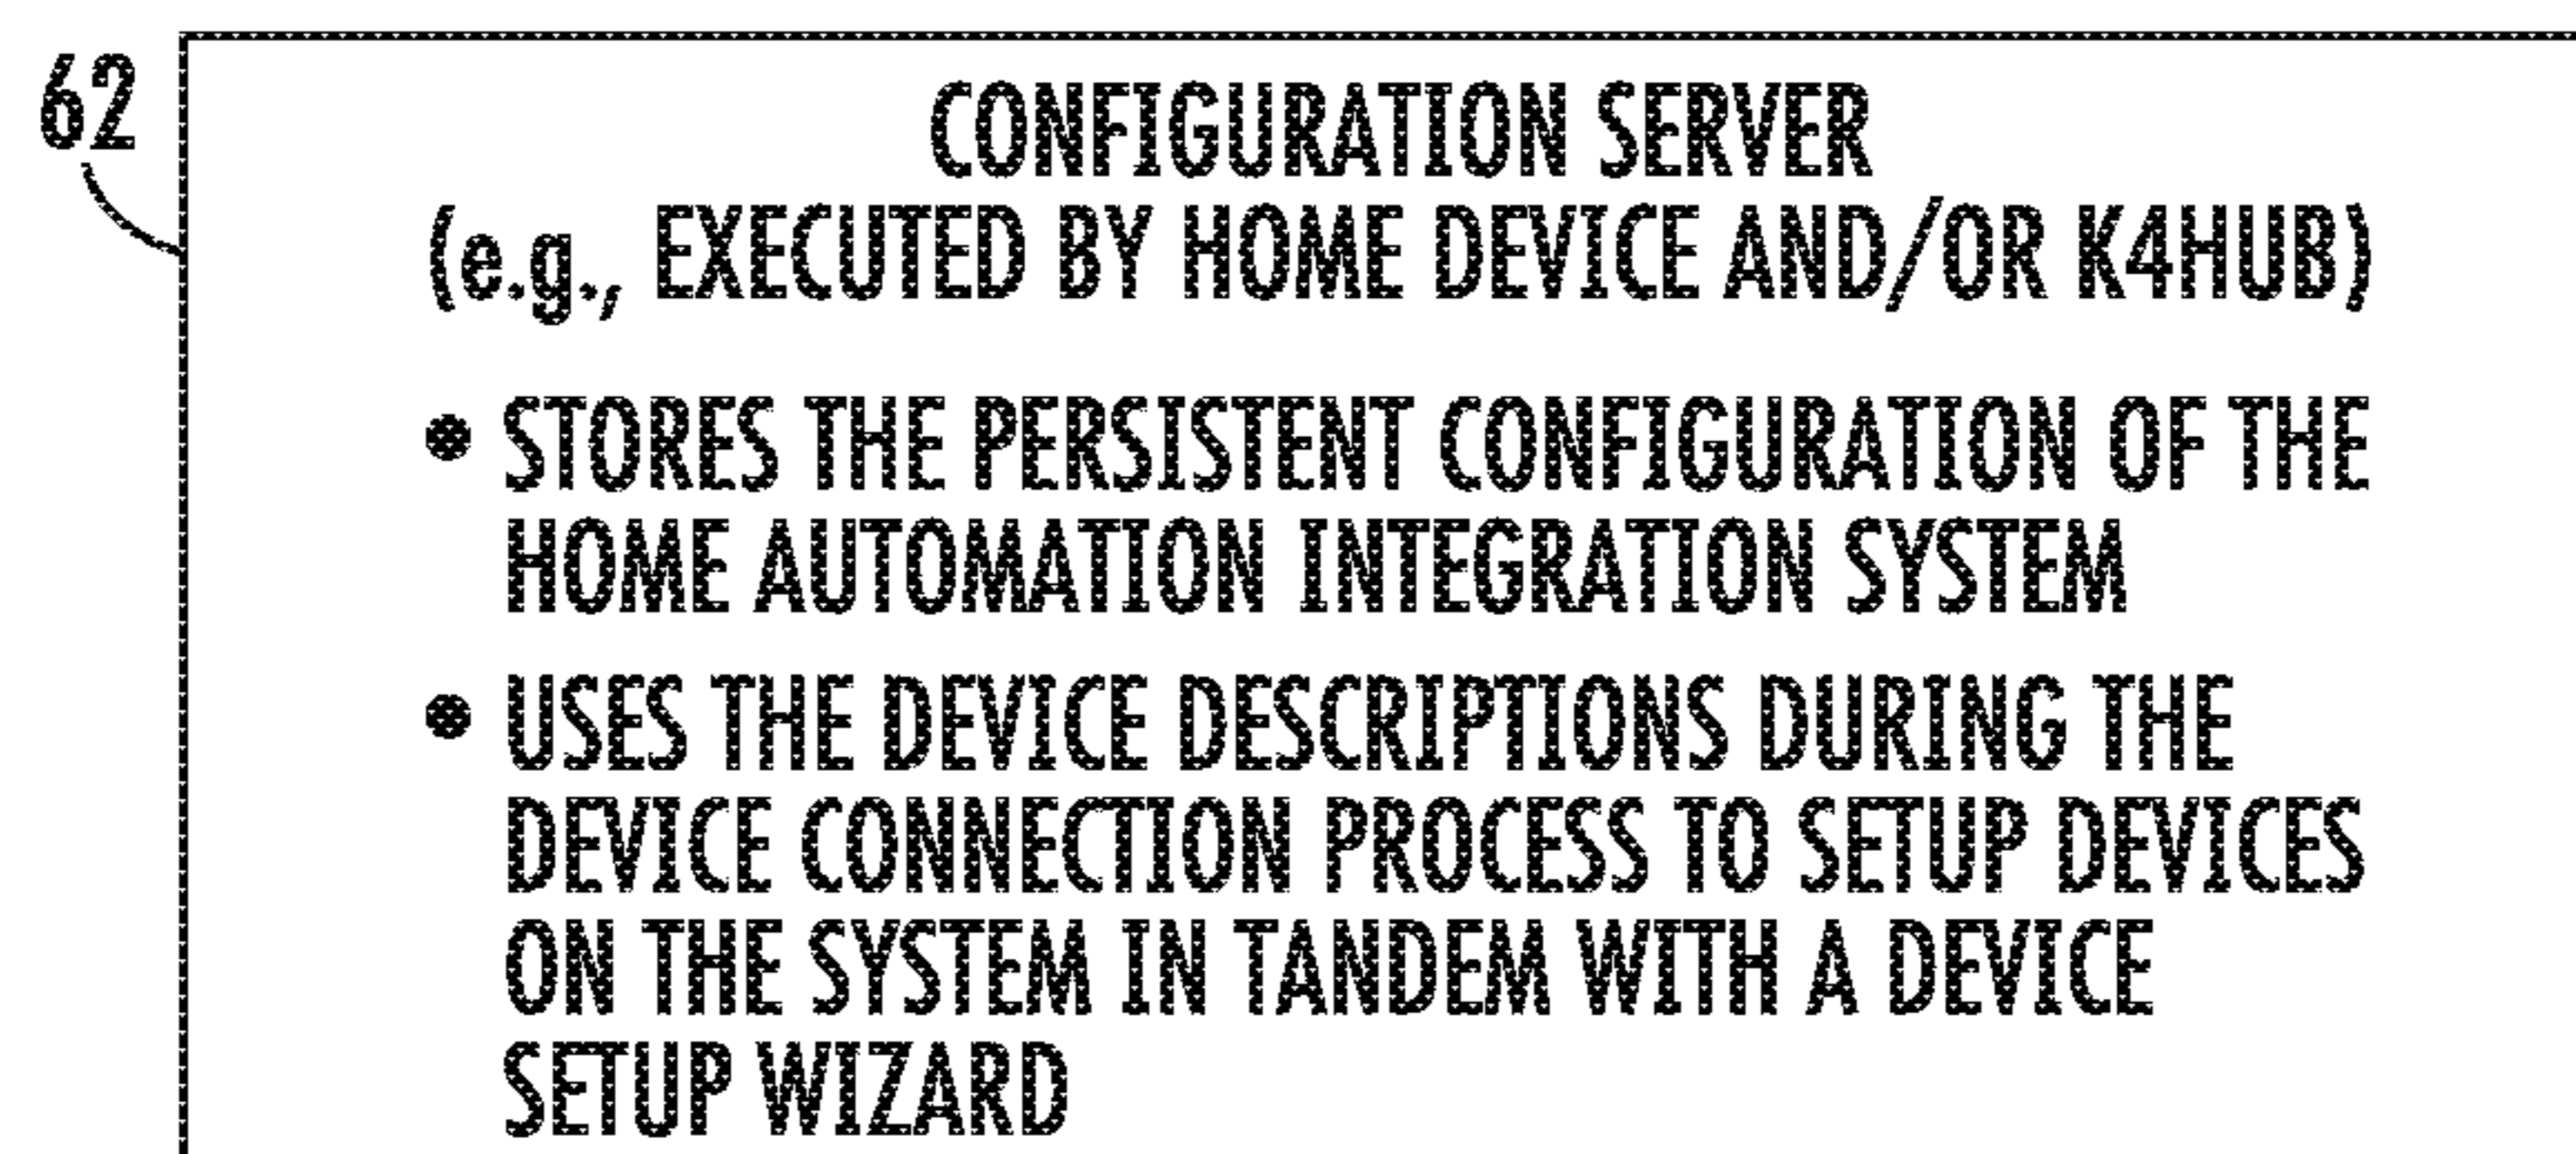 62
CONFIGURATION SERVER
(e.g., EXECUTED BY HOME DEVICE AND/OR K4HUB)
• STORES THE PERSISTENT CONFIGURATION OF THE
HOME AUTOMATION INTEGRATION SYSTEM
• USES THE DEVICE DESCRIPTIONS DURING THE
DEVICE CONNECTION PROCESS TO SETUP DEVICES
ON THE SYSTEM IN TANDEM WITH A DEVICE
SETUP WIZARD